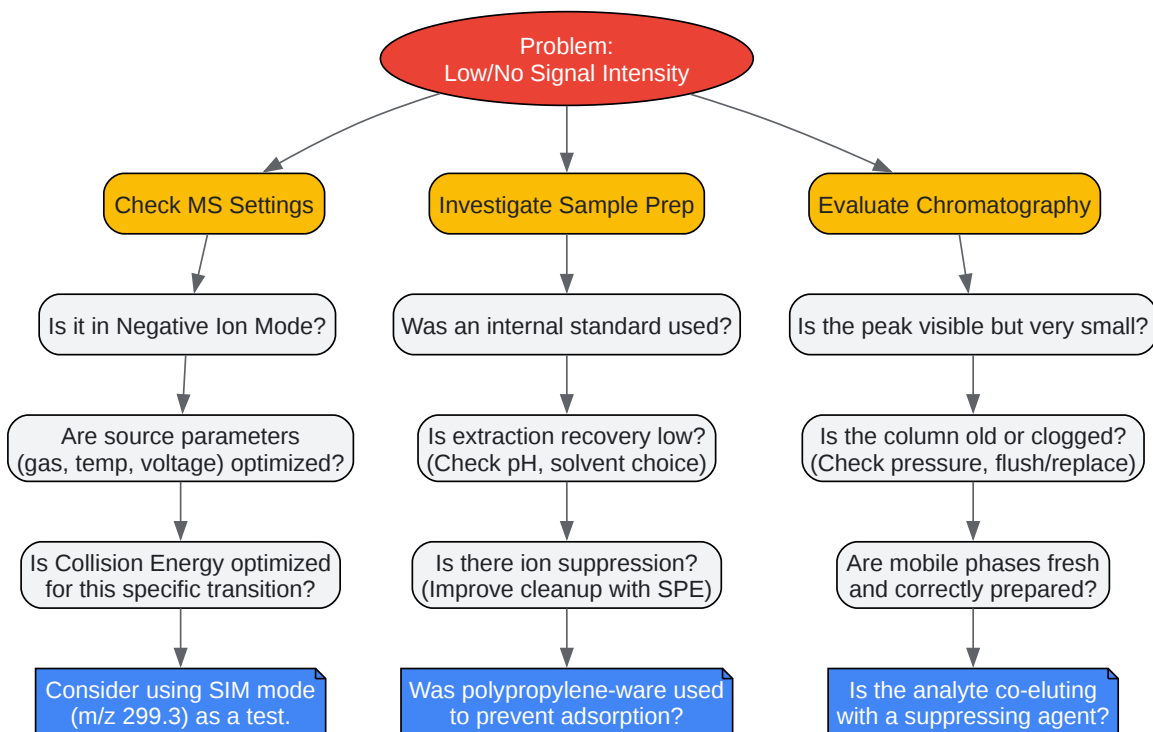 Problem:
Low/No Signal Intensity
Check MS Settings
Investigate Sample Prep
Evaluate Chromatography
Is it in Negative Ion Mode?
Was an internal standard used?
Is the peak visible but very small?
Are source parameters
(gas, temp, voltage) optimized?
Is extraction recovery low?
(Check pH, solvent choice)
Is the column old or clogged?
(Check pressure, flush/replace)
Is Collision Energy optimized
for this specific transition?
Is there ion suppression?
(Improve cleanup with SPE)
Are mobile phases fresh
and correctly prepared?
Consider using SIM mode
(m/z 299.3) as a test.
Was polypropylene-ware used
to prevent adsorption?
Is the analyte co-eluting
with a suppressing agent?